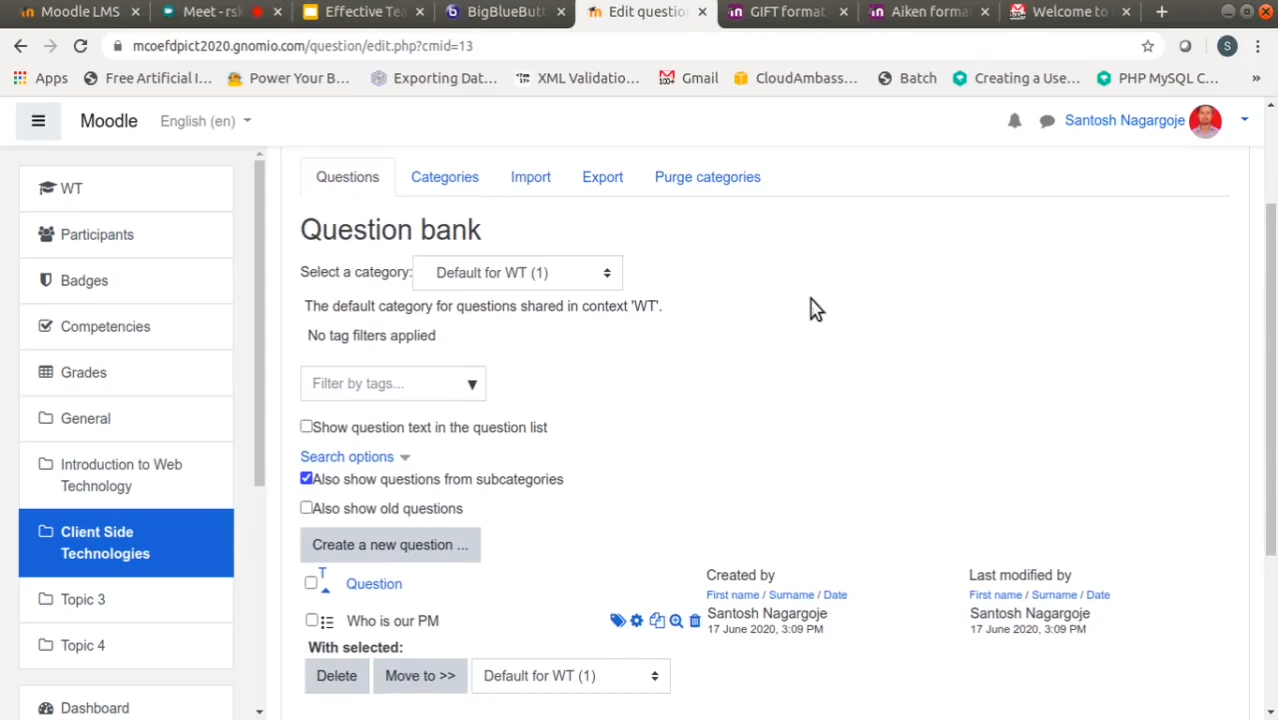 Moodle LMS
Meet - rsk
Effective Tea
BigBlueButt
Edit questio
GIFT format
Aiken forma
Welcome to
mcoefdpict2020.gnomio.com/question/edit.php?cmid=13
S
Apps
Free Artificial I...
Power Your B...
Exporting Dat...
XML Validatio...
Gmail
CloudAmbass...
Batch
Creating a Use...
PHP MySQL C...
Moodle
English (en)
Santosh Nagargoje
WT
Participants
Badges
Competencies
Grades
General
Introduction to Web
Technology
Client Side
Technologies
Topic 3
Topic 4
Dashboard
Questions
Categories
Import
Export
Purge categories
Question bank
Select a category:
Default for WT (1)
The default category for questions shared in context 'WT'.
No tag filters applied
Filter by tags...
Show question text in the question list
Search options
Also show questions from subcategories
Also show old questions
Create a new question ...
T
Question
Created by
First name / Surname / Date
Last modified by
First name / Surname / Date
Who is our PM
Santosh Nagargoje
17 June 2020, 3:09 PM
Santosh Nagargoje
17 June 2020, 3:09 PM
With selected:
Delete
Move to >>
Default for WT (1)